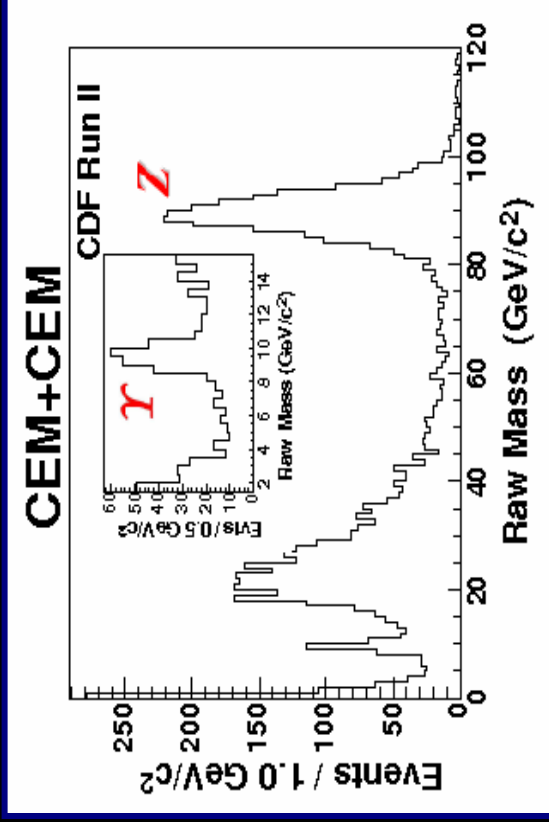 CEM+CEM
CDF Run II
Z
ϒ
60
50
40
30
20
10
0
Evts/0.5 GeV/c²
2 4 6 8 10 12 14
Raw Mass (GeV/c²)
250
200
150
100
50
0
Events / 1.0 GeV/c²
0 20 40 60 80 100 120
Raw Mass (GeV/c²)